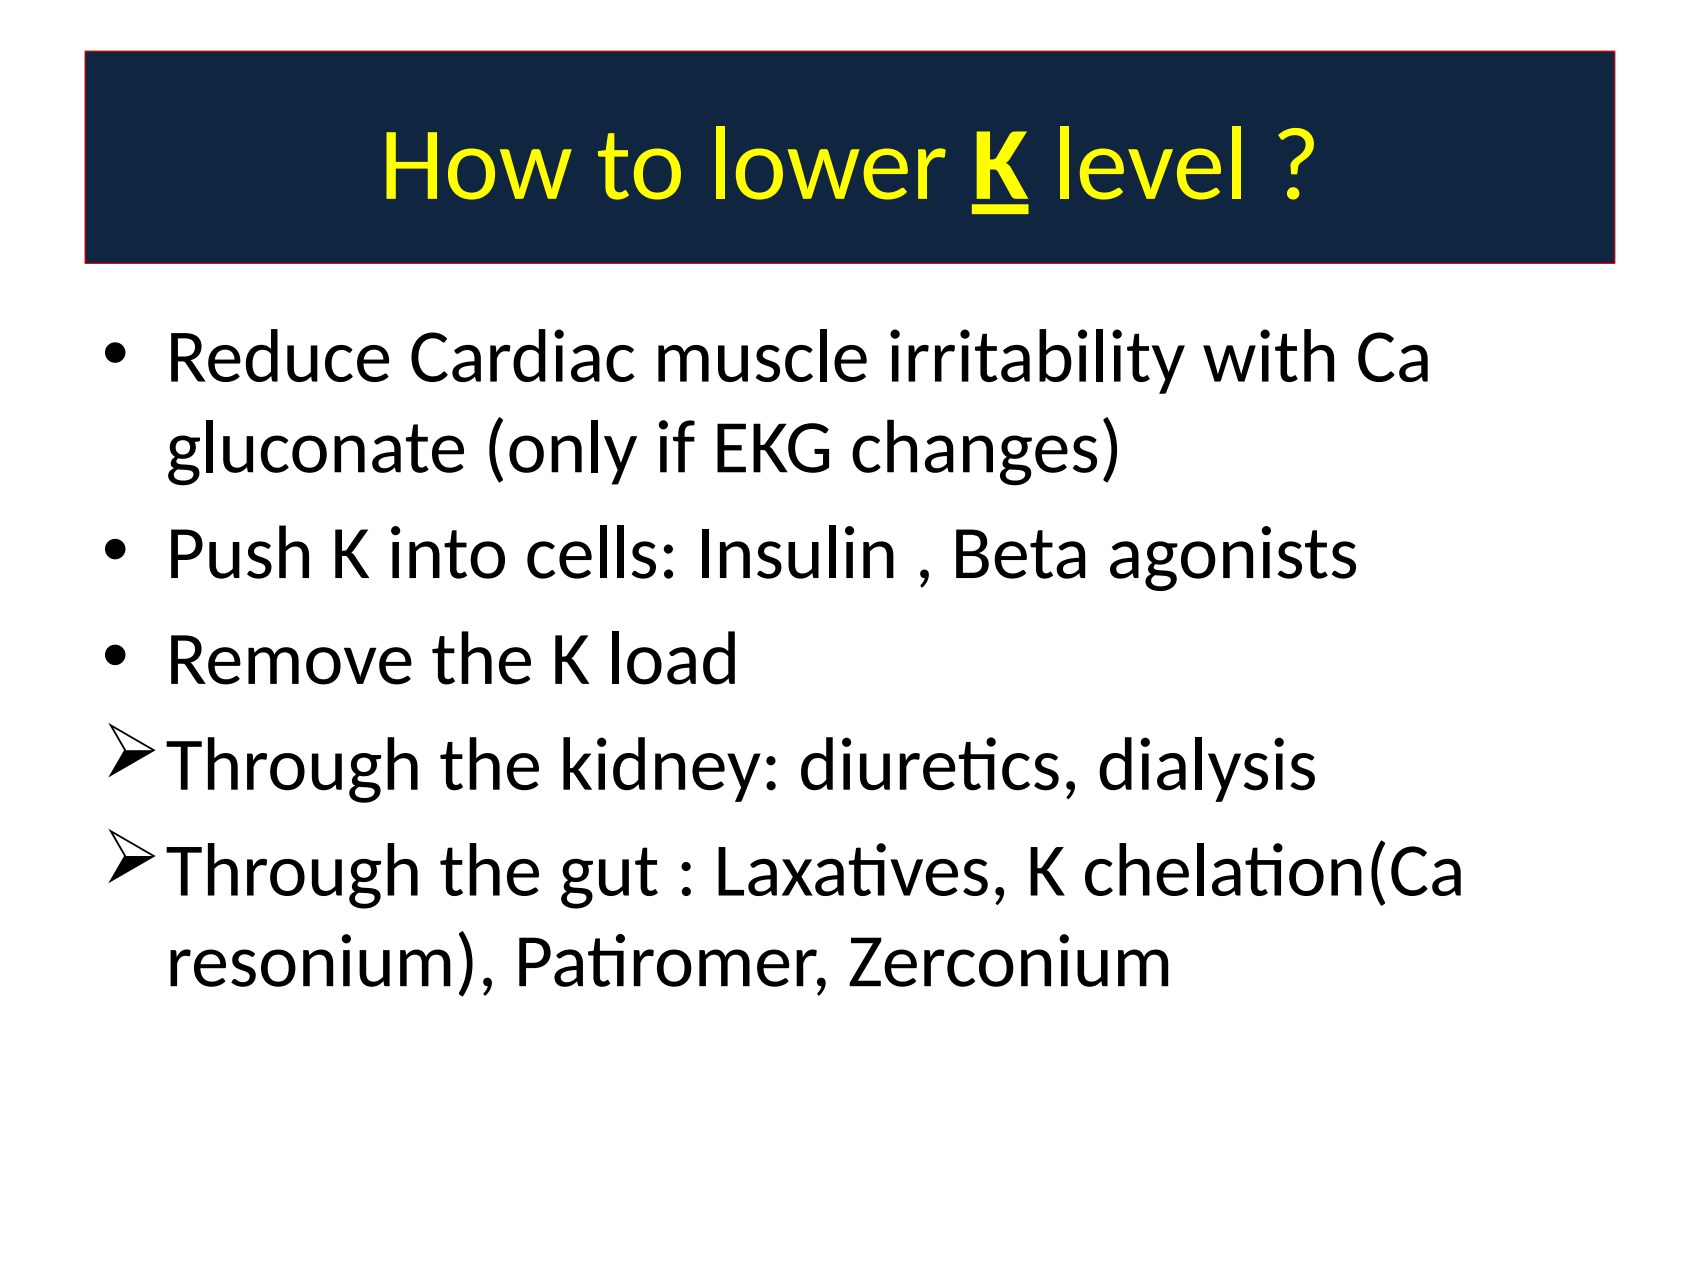 How to lower K level ?
• Reduce Cardiac muscle irritability with Ca
gluconate (only if EKG changes)
• Push K into cells: Insulin , Beta agonists
• Remove the K load
➢ Through the kidney: diuretics, dialysis
➢ Through the gut : Laxatives, K chelation(Ca
resonium), Patiromer, Zerconium